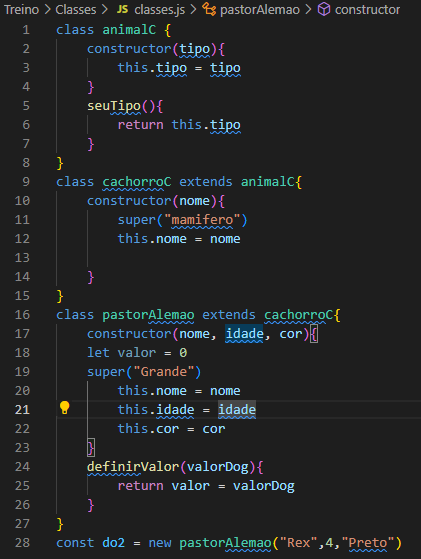 Treino > Classes > JS classes.js > pastorAlemao > constructor
1 class animalC {
2 constructor(tipo){
3 this.tipo = tipo
4 }
5 seuTipo(){
6 return this.tipo
7 }
8 }
9 class cachorroC extends animalC{
10 constructor(nome){
11 super("mamifero")
12 this.nome = nome
13
14 }
15 }
16 class pastorAlemao extends cachorroC{
17 constructor(nome, idade, cor){
18 let valor = 0
19 super("Grande")
20 this.nome = nome
21 this.idade = idade
22 this.cor = cor
23 }
24 definirValor(valorDog){
25 return valor = valorDog
26 }
27 }
28 const do2 = new pastorAlemao("Rex",4,"Preto")